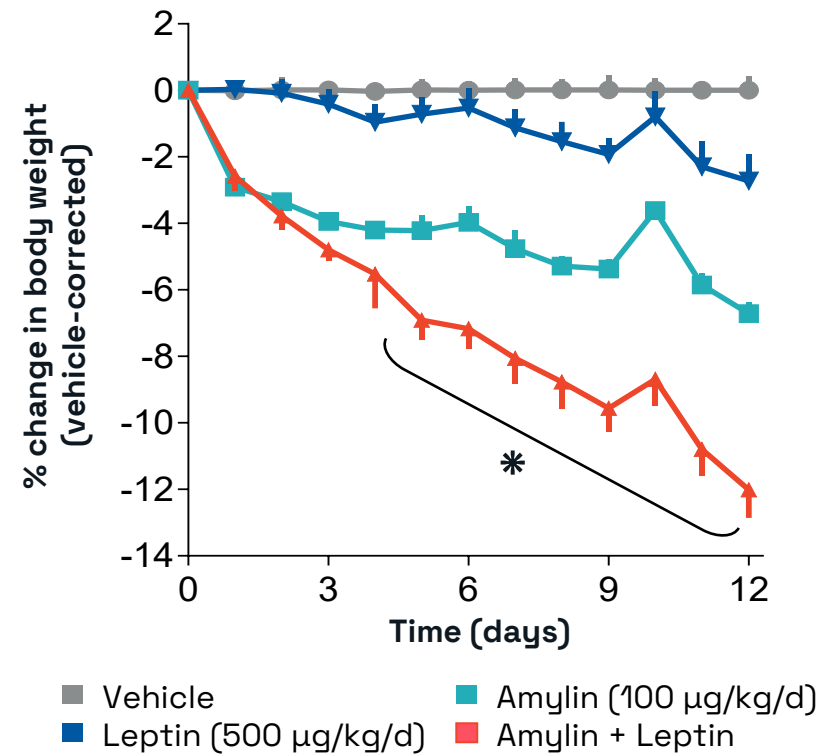 % change in body weight
(vehicle-corrected)
2
0
-2
-4
-6
-8
-10
-12
-14
*
0 3 6 9 12
Time (days)
Vehicle
Amylin (100 µg/kg/d)
Leptin (500 µg/kg/d)
Amylin + Leptin